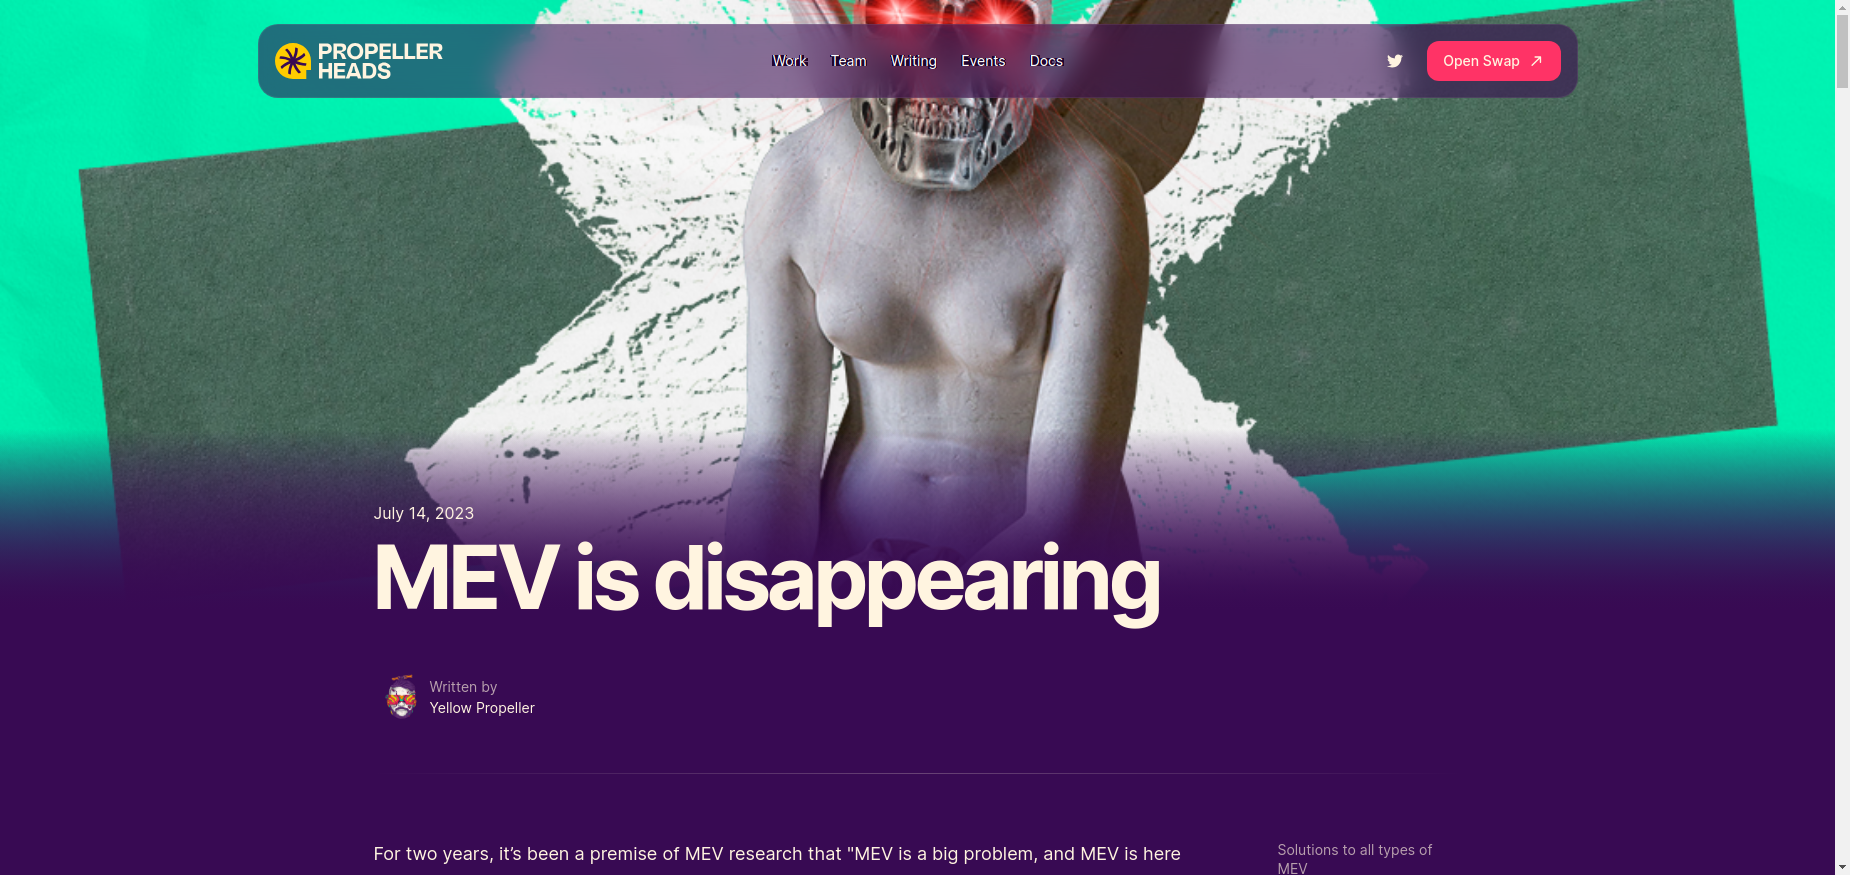 PROPELLER
HEADS
Work
Team
Writing
Events
Docs
Open Swap
July 14, 2023
MEV is disappearing
Written by
Yellow Propeller
For two years, it’s been a premise of MEV research that "MEV is a big problem, and MEV is here
Solutions to all types of
MEV